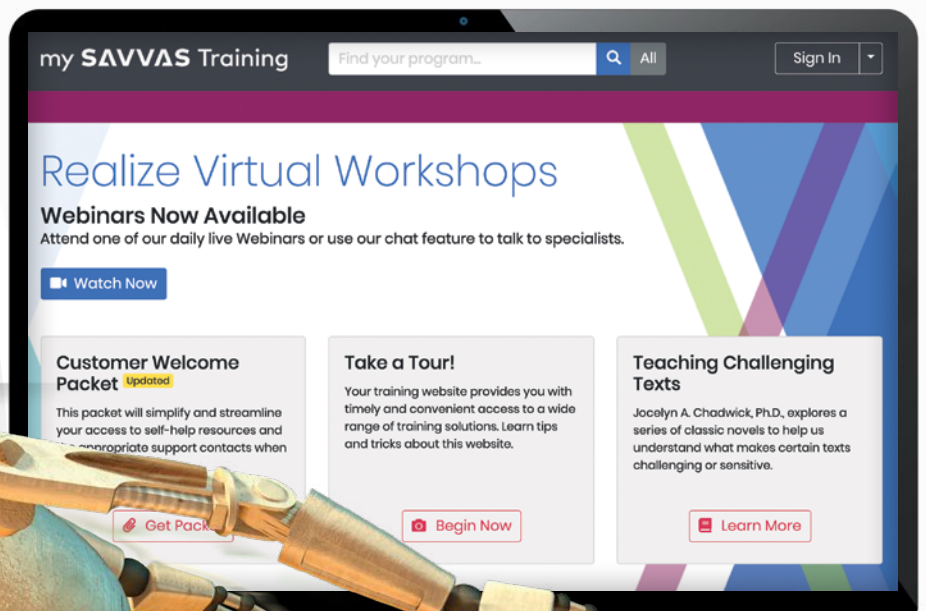 my SAVVAS Training
Find your program...
All
Sign In
Realize Virtual Workshops
Webinars Now Available
Attend one of our daily live Webinars or use our chat feature to talk to specialists.
Watch Now
Customer Welcome
Packet Updated
This packet will simplify and streamline
your access to self-help resources and
appropriate support contacts when
Get
Take a Tour!
Your training website provides you with
timely and convenient access to a wide
range of training solutions. Learn tips
and tricks about this website.
Begin Now
Teaching Challenging
Texts
Jocelyn A. Chadwick, Ph.D., explores a
series of classic novels to help us
understand what makes certain texts
challenging or sensitive.
Learn More